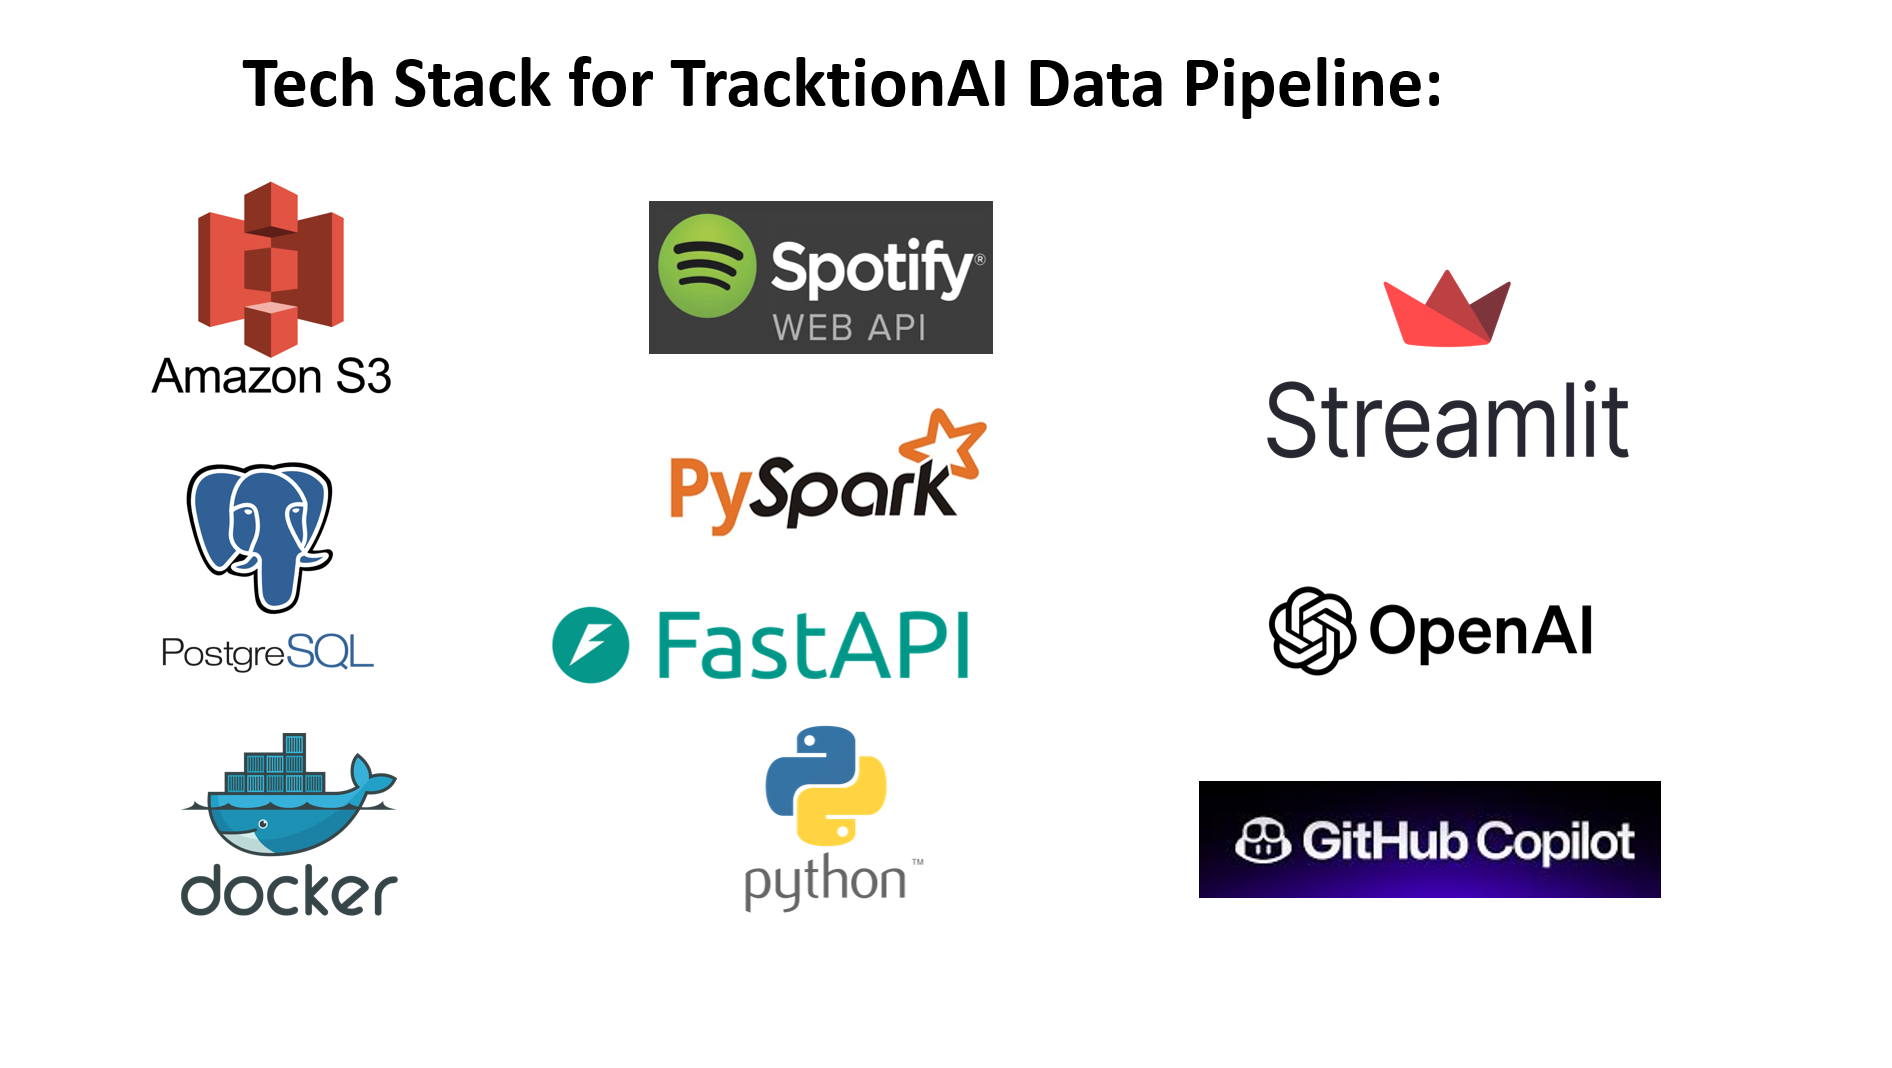 Tech Stack for TracktionAI Data Pipeline:
Amazon S3
PostgreSQL
docker
Spotify®
WEB API
PySpark
FastAPI
python™
Streamlit
OpenAI
GitHub Copilot